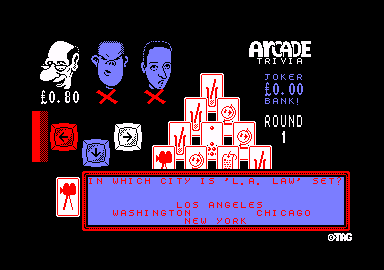 ARCADE
TRIVIA
JOKER
£0.00
BANK!
£0.80
ROUND
1
IN WHICH CITY IS "L.A. LAW" SET?
LOS ANGELES
WASHINGTON CHICAGO
NEW YORK
©TAG